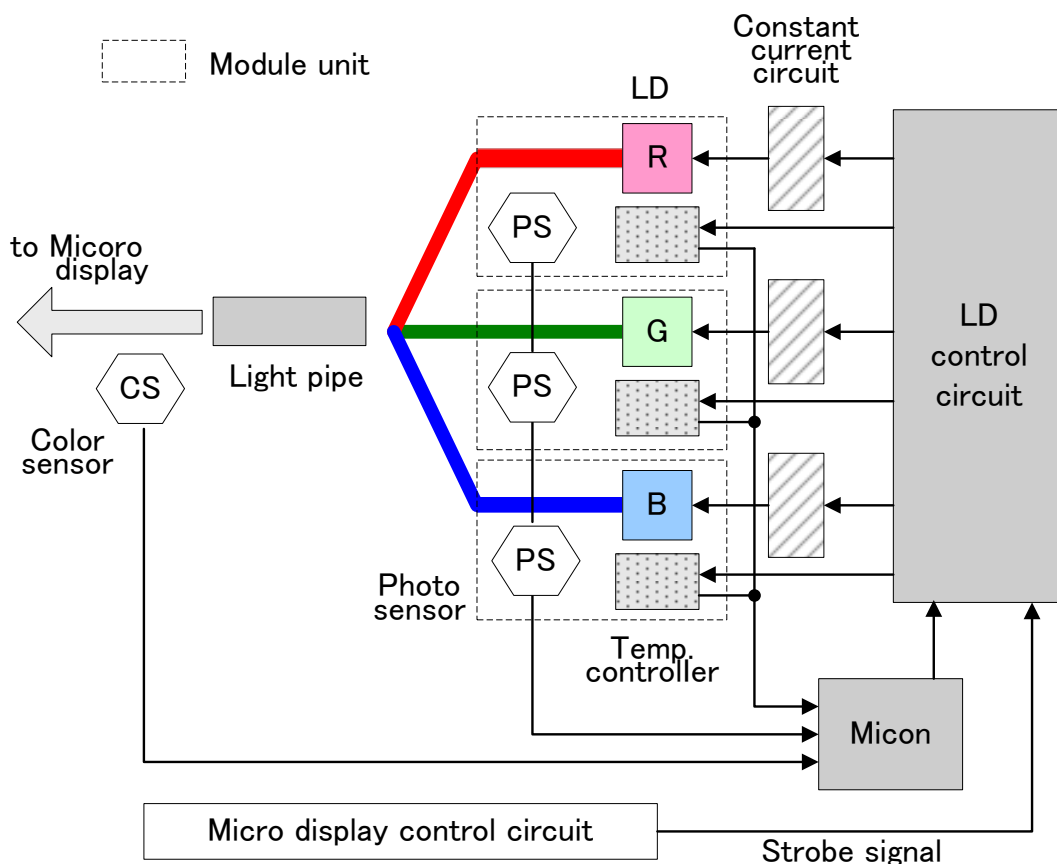 Module unit
Constant
current
circuit
LD
R
PS
to Micoro
display
G
LD
control
circuit
Light pipe
PS
CS
Color
sensor
B
PS
Photo
sensor
Temp.
controller
Micon
Micro display control circuit
Strobe signal